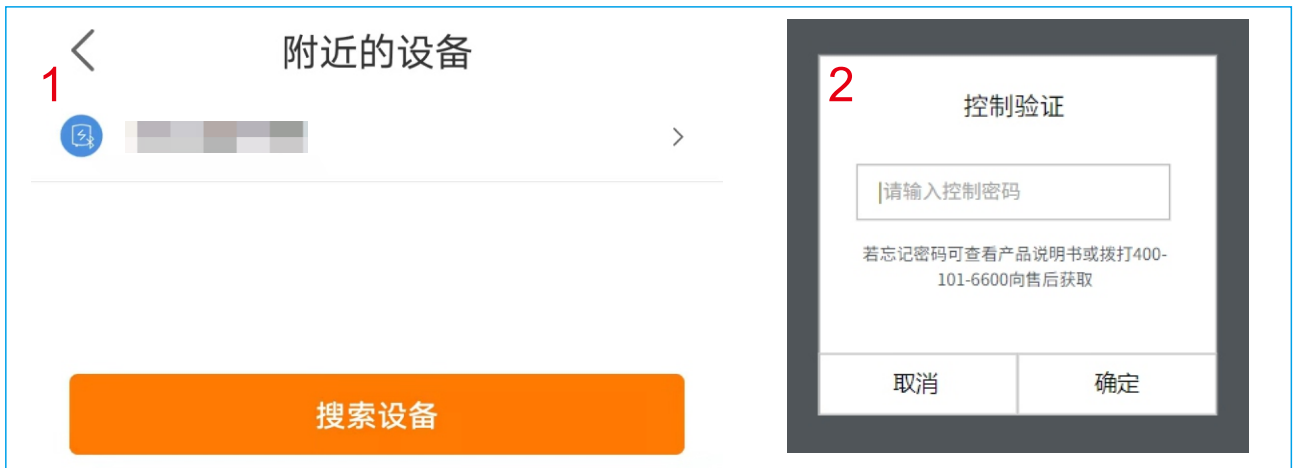 1
附近的设备
搜索设备
2
控制验证
请输入控制密码
若忘记密码可查看产品说明书或拨打400-
101-6600向售后获取
取消
确定